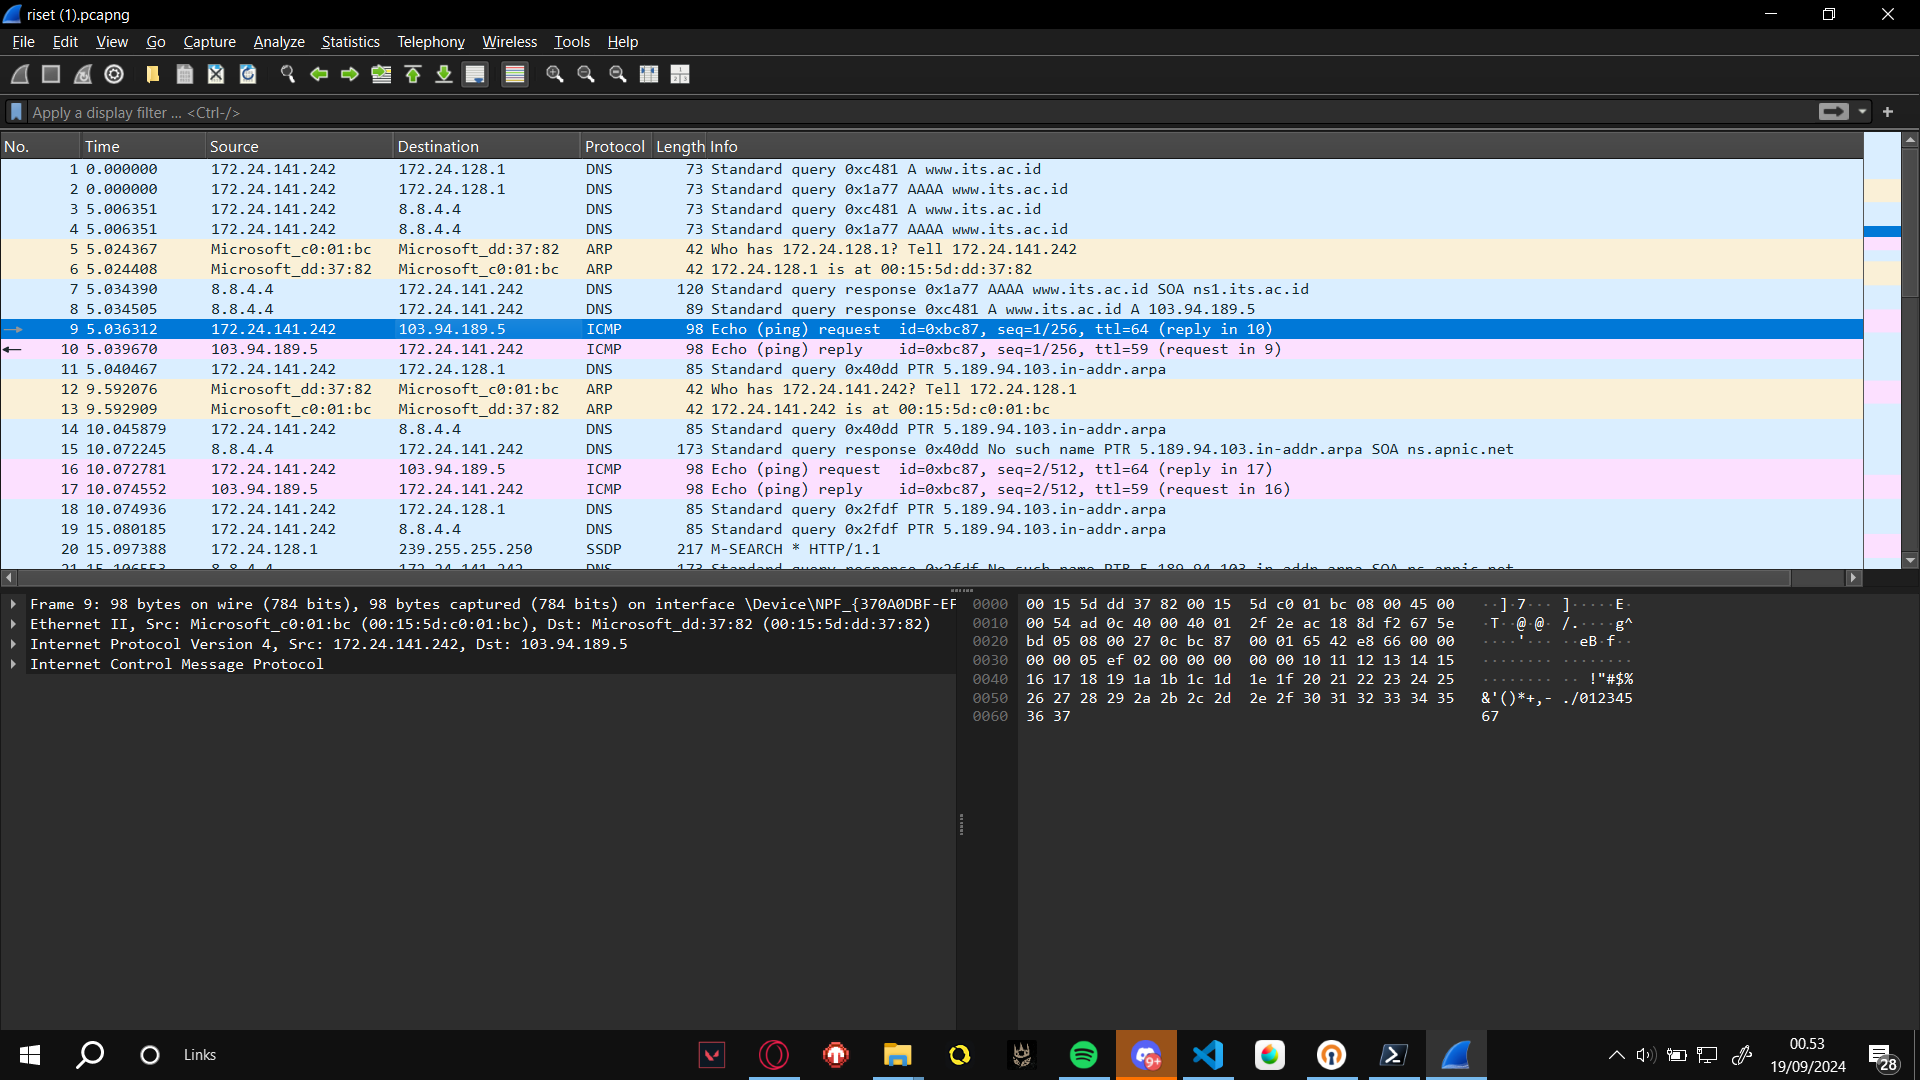 riset (1).pcapng
File Edit View Go Capture Analyze Statistics Telephony Wireless Tools Help
Apply a display filter ... <Ctrl-/>
No. Time Source Destination Protocol Length Info
1 0.000000 172.24.141.242 172.24.128.1 DNS 73 Standard query 0xc481 A www.its.ac.id
2 0.000000 172.24.141.242 172.24.128.1 DNS 73 Standard query 0x1a77 AAAA www.its.ac.id
3 5.006351 172.24.141.242 8.8.4.4 DNS 73 Standard query 0xc481 A www.its.ac.id
4 5.006351 172.24.141.242 8.8.4.4 DNS 73 Standard query 0x1a77 AAAA www.its.ac.id
5 5.024367 Microsoft_c0:01:bc Microsoft_dd:37:82 ARP 42 Who has 172.24.128.1? Tell 172.24.141.242
6 5.024408 Microsoft_dd:37:82 Microsoft_c0:01:bc ARP 42 172.24.128.1 is at 00:15:5d:dd:37:82
7 5.034390 8.8.4.4 172.24.141.242 DNS 120 Standard query response 0x1a77 AAAA www.its.ac.id SOA ns1.its.ac.id
8 5.034505 8.8.4.4 172.24.141.242 DNS 89 Standard query response 0xc481 A www.its.ac.id A 103.94.189.5
9 5.036312 172.24.141.242 103.94.189.5 ICMP 98 Echo (ping) request id=0xbc87, seq=1/256, ttl=64 (reply in 10)
10 5.039670 103.94.189.5 172.24.141.242 ICMP 98 Echo (ping) reply id=0xbc87, seq=1/256, ttl=59 (request in 9)
11 5.040467 172.24.141.242 172.24.128.1 DNS 85 Standard query 0x40dd PTR 5.189.94.103.in-addr.arpa
12 9.592076 Microsoft_dd:37:82 Microsoft_c0:01:bc ARP 42 Who has 172.24.141.242? Tell 172.24.128.1
13 9.592909 Microsoft_c0:01:bc Microsoft_dd:37:82 ARP 42 172.24.141.242 is at 00:15:5d:c0:01:bc
14 10.045879 172.24.141.242 8.8.4.4 DNS 85 Standard query 0x40dd PTR 5.189.94.103.in-addr.arpa
15 10.072245 8.8.4.4 172.24.141.242 DNS 173 Standard query response 0x40dd No such name PTR 5.189.94.103.in-addr.arpa SOA ns.apnic.net
16 10.072781 172.24.141.242 103.94.189.5 ICMP 98 Echo (ping) request id=0xbc87, seq=2/512, ttl=64 (reply in 17)
17 10.074552 103.94.189.5 172.24.141.242 ICMP 98 Echo (ping) reply id=0xbc87, seq=2/512, ttl=59 (request in 16)
18 10.074936 172.24.141.242 172.24.128.1 DNS 85 Standard query 0x2fdf PTR 5.189.94.103.in-addr.arpa
19 15.080185 172.24.141.242 8.8.4.4 DNS 85 Standard query 0x2fdf PTR 5.189.94.103.in-addr.arpa
20 15.097388 172.24.128.1 239.255.255.250 SSDP 217 M-SEARCH * HTTP/1.1
21 15.106553 8.8.4.4 172.24.141.242 DNS 173 Standard query response 0x2fdf No such name PTR 5.189.94.103.in-addr.arpa SOA ns.apnic.net
Frame 9: 98 bytes on wire (784 bits), 98 bytes captured (784 bits) on interface \Device\NPF_{370A0DBF-EF
Ethernet II, Src: Microsoft_c0:01:bc (00:15:5d:c0:01:bc), Dst: Microsoft_dd:37:82 (00:15:5d:dd:37:82)
Internet Protocol Version 4, Src: 172.24.141.242, Dst: 103.94.189.5
Internet Control Message Protocol
0000 00 15 5d dd 37 82 00 15 5d c0 01 bc 08 00 45 00 ··]·7··· ]·····E·
0010 00 54 ad 0c 40 00 40 01 2f 2e ac 18 8d f2 67 5e ·T··@·@· /.····g^
0020 bd 05 08 00 27 0c bc 87 00 01 65 42 e8 66 00 00 ····'··· ··eB·f··
0030 00 00 05 ef 02 00 00 00 00 00 10 11 12 13 14 15 ········ ········
0040 16 17 18 19 1a 1b 1c 1d 1e 1f 20 21 22 23 24 25 ········ ·· !"#$%
0050 26 27 28 29 2a 2b 2c 2d 2e 2f 30 31 32 33 34 35 &'()*+,- ./012345
0060 36 37 67
Links
9+
00.53
19/09/2024
28